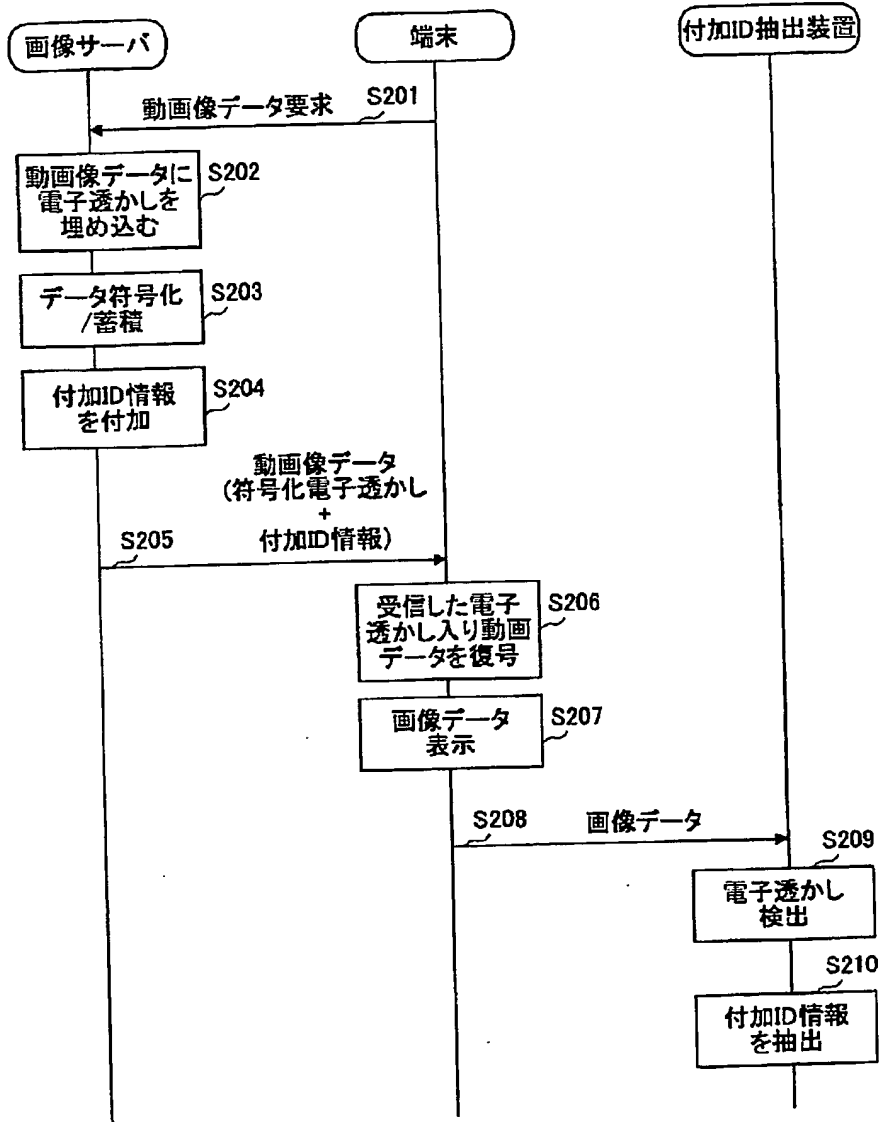 画像サーバ
端末
付加ID抽出装置
動画像データ要求
S201
動画像データに
電子透かしを
埋め込む
S202
データ符号化
/蓄積
S203
付加ID情報
を付加
S204
動画像データ
(符号化電子透かし
+
付加ID情報)
S205
受信した電子
透かし入り動画
データを復号
S206
画像データ
表示
S207
S208
画像データ
S209
電子透かし
検出
S210
付加ID情報
を抽出